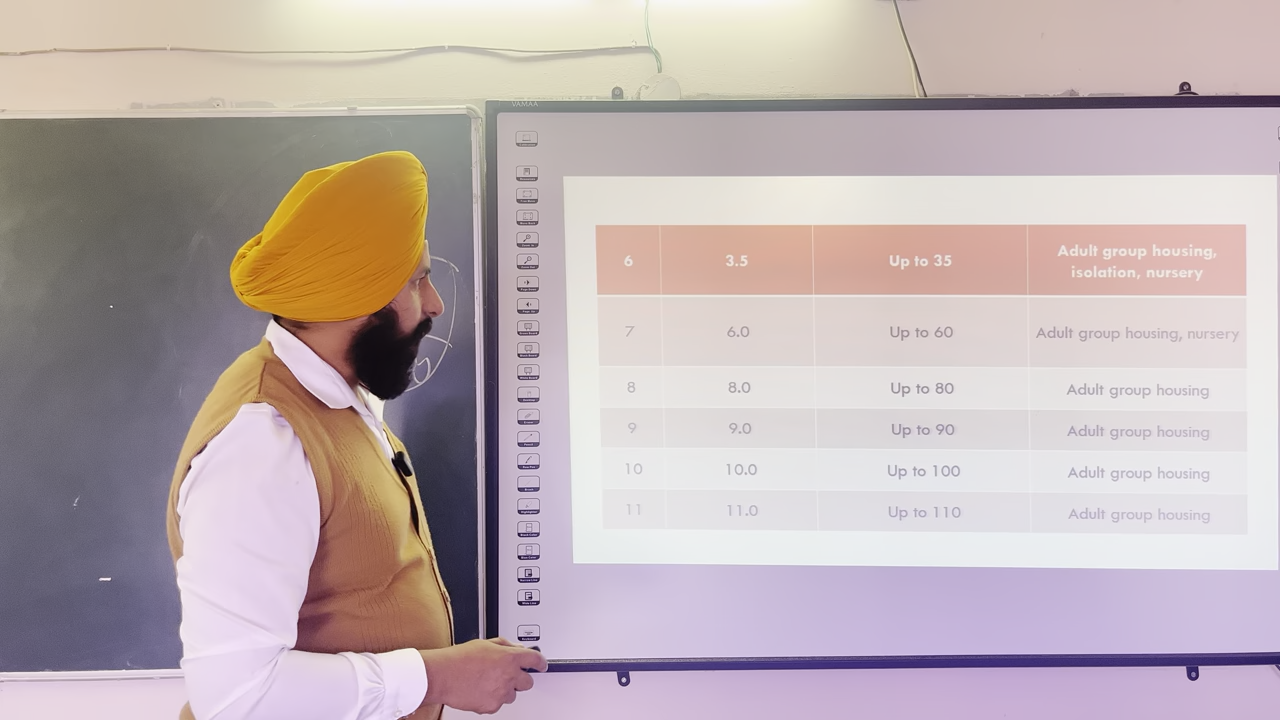 VAMAA
6 3.5 Up to 35 Adult group housing,
isolation, nursery
7 6.0 Up to 60 Adult group housing, nursery
8 8.0 Up to 80 Adult group housing
9 9.0 Up to 90 Adult group housing
10 10.0 Up to 100 Adult group housing
11 11.0 Up to 110 Adult group housing